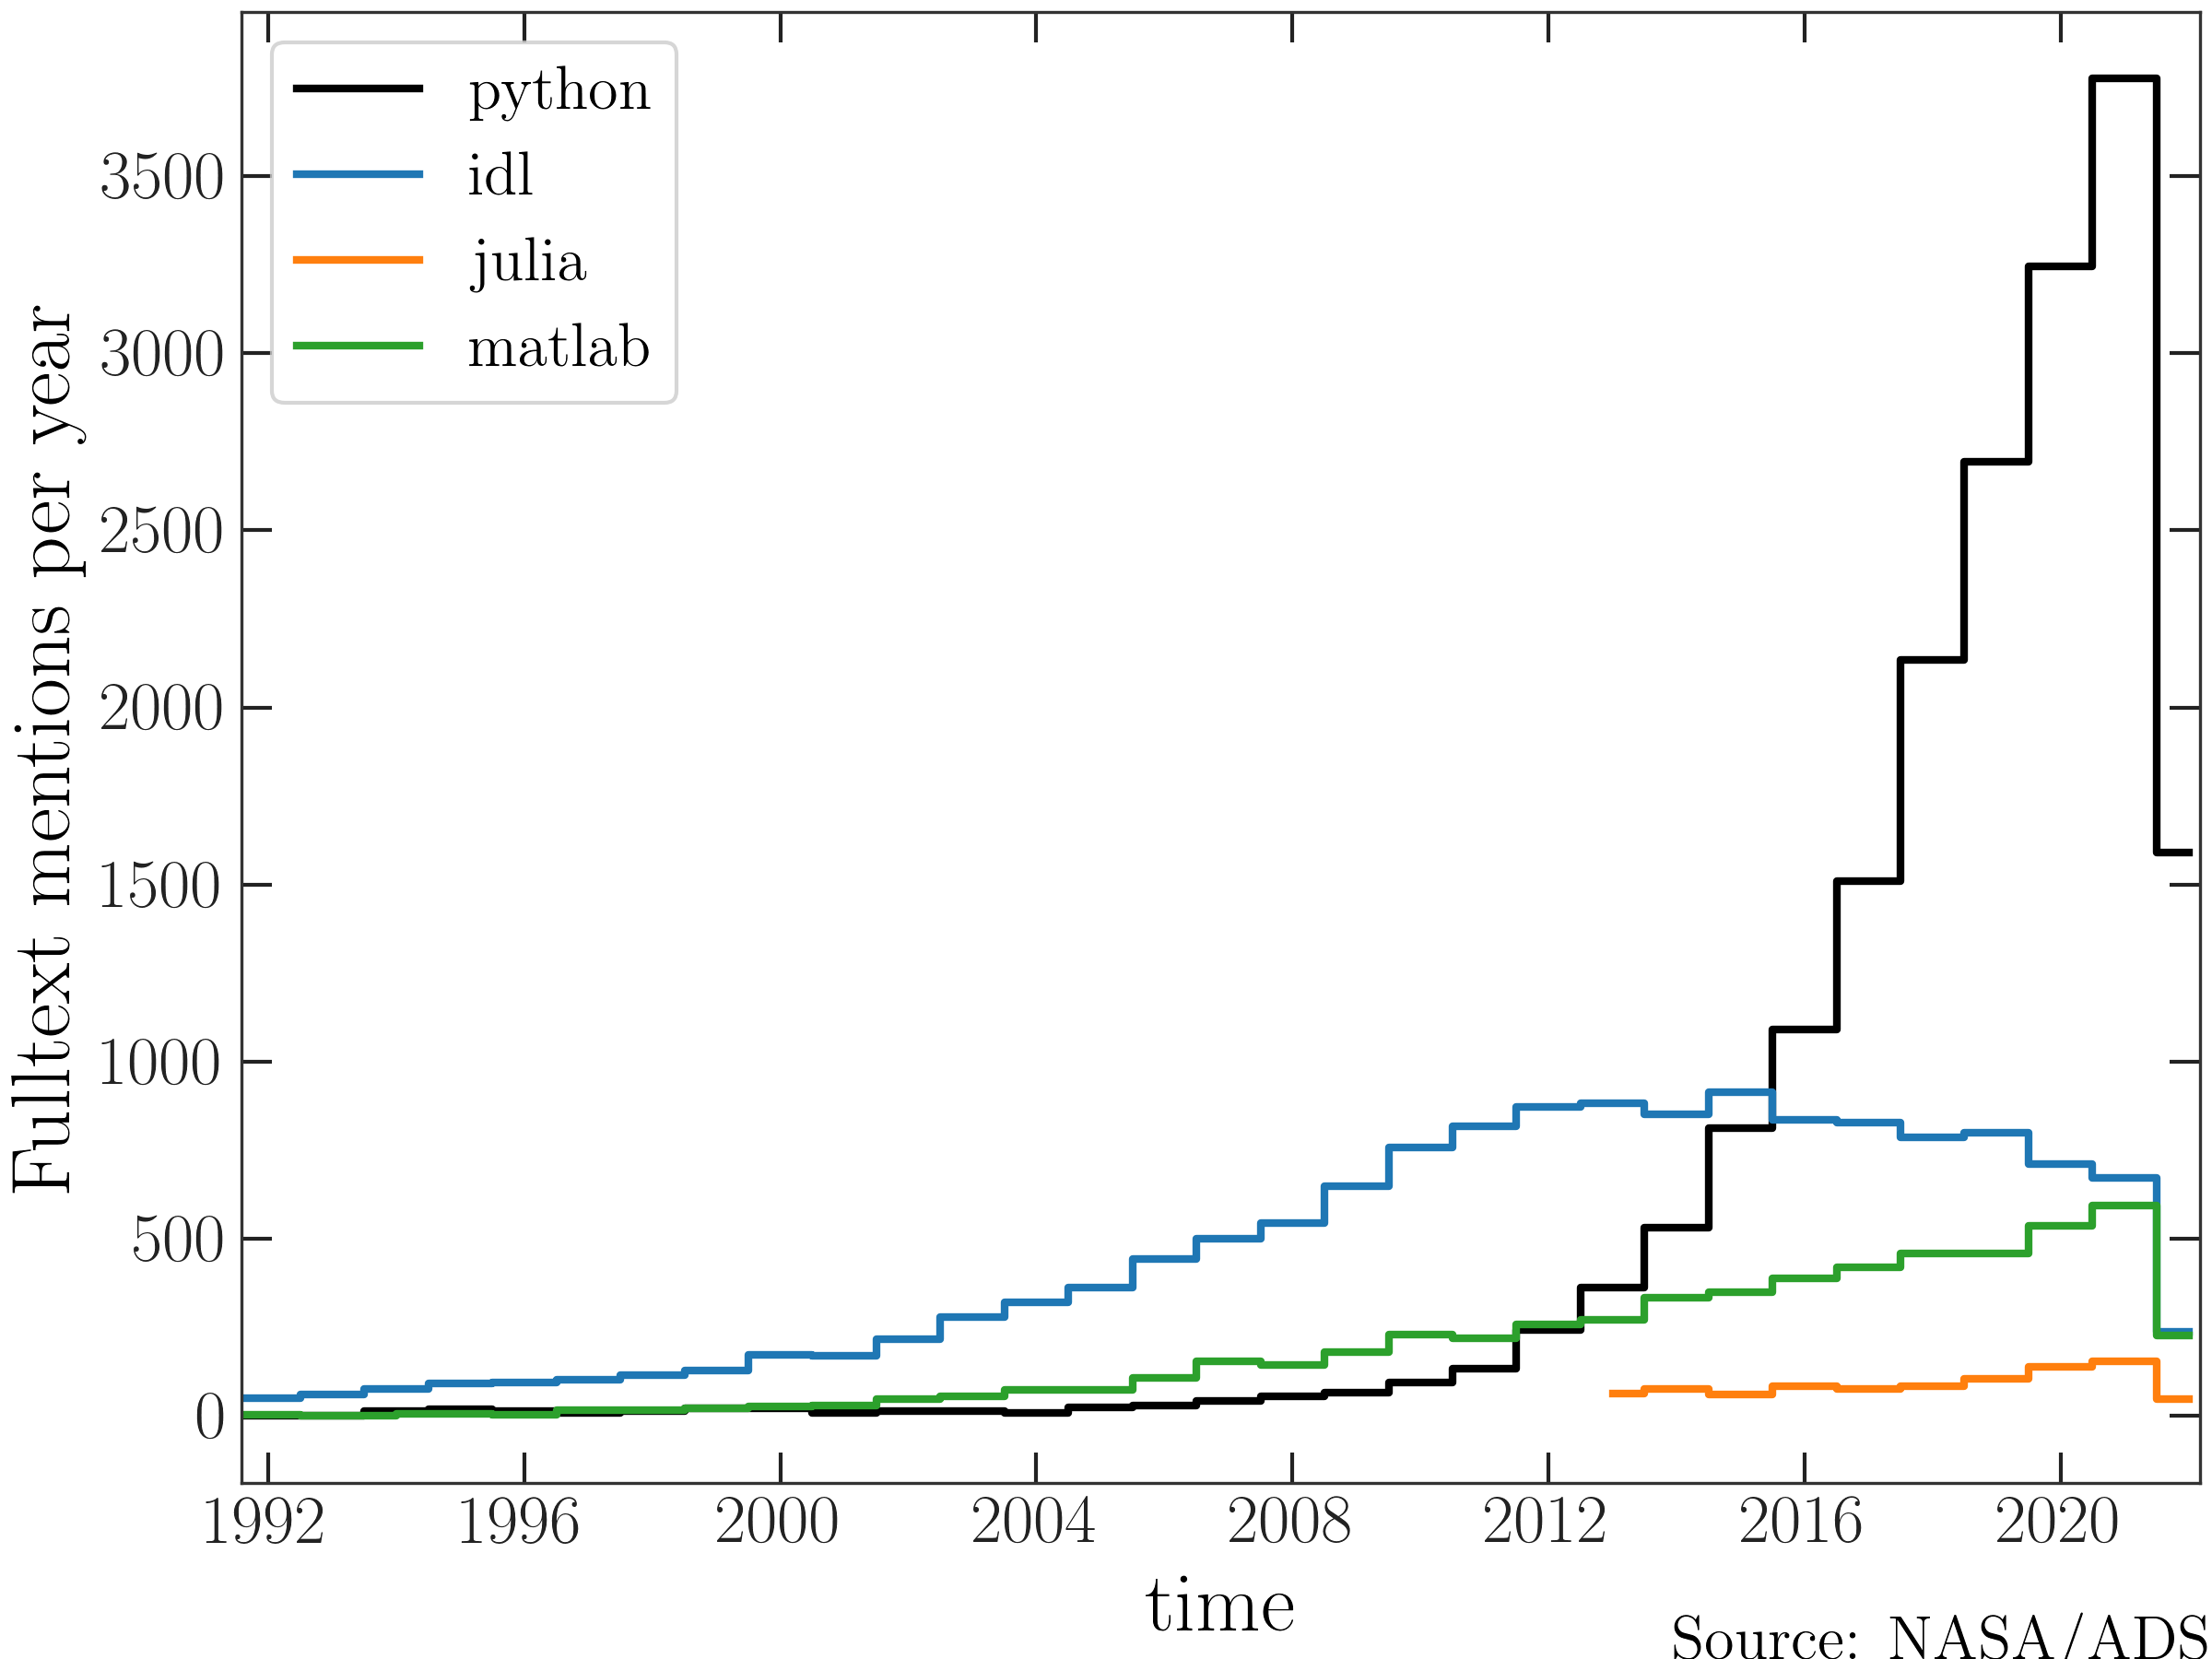 python
idl
julia
matlab
Fulltext mentions per year
3500
3000
2500
2000
1500
1000
500
0
1992 1996 2000 2004 2008 2012 2016 2020
time
Source: NASA/ADS